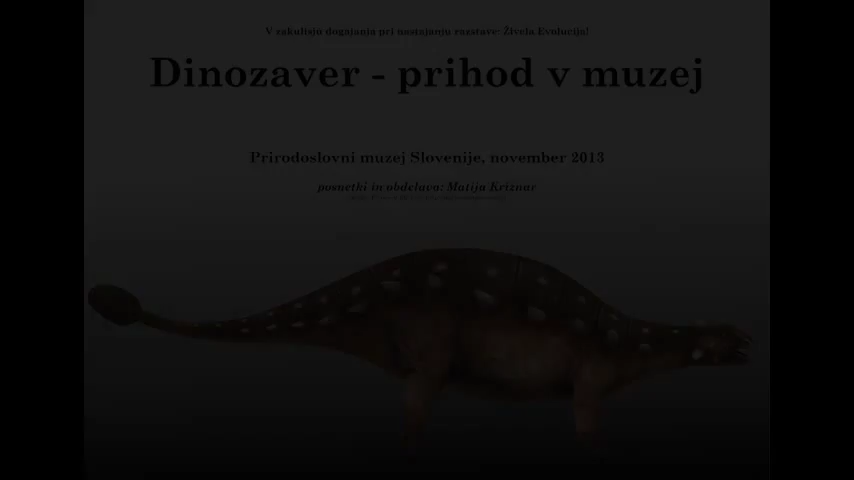 V zakulisju dogajanja pri nastajanju razstave: Živela Evolucija!
Dinozaver - prihod v muzej
Prirodoslovni muzej Slovenije, november 2013
posnetki in obdelava: Matija Križnar